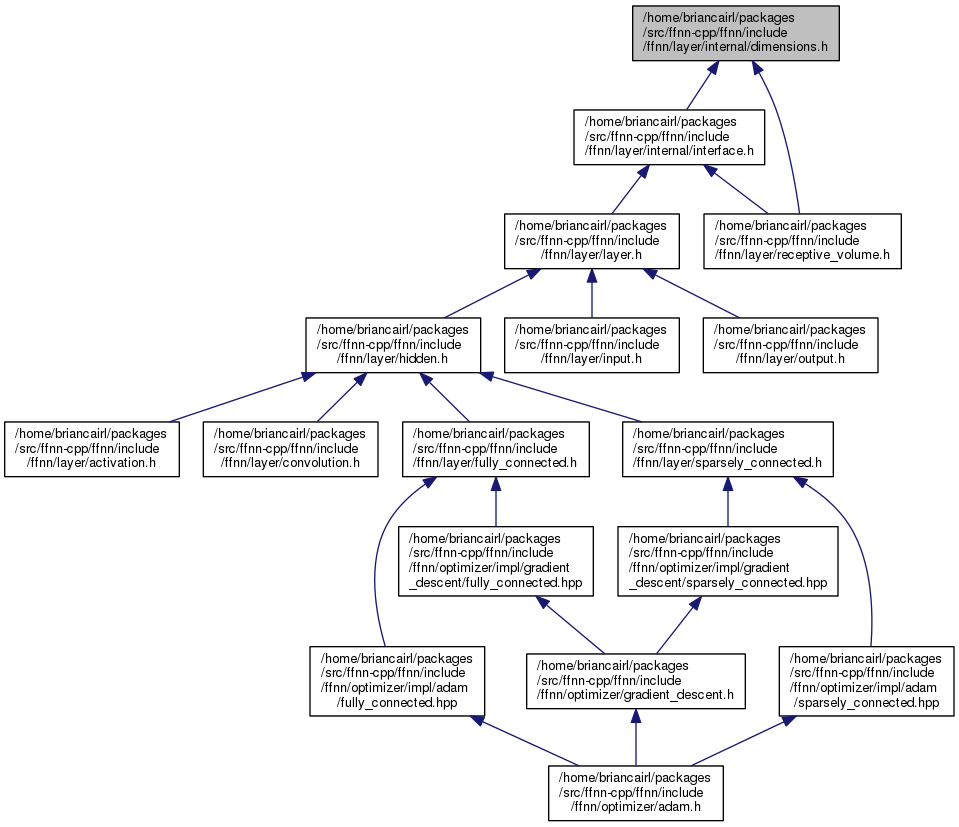 /home/briancairl/packages
/src/ffnn-cpp/ffnn/include
/ffnn/layer/internal/dimensions.h
/home/briancairl/packages
/src/ffnn-cpp/ffnn/include
/ffnn/layer/internal/interface.h
/home/briancairl/packages
/src/ffnn-cpp/ffnn/include
/ffnn/layer/layer.h
/home/briancairl/packages
/src/ffnn-cpp/ffnn/include
/ffnn/layer/receptive_volume.h
/home/briancairl/packages
/src/ffnn-cpp/ffnn/include
/ffnn/layer/hidden.h
/home/briancairl/packages
/src/ffnn-cpp/ffnn/include
/ffnn/layer/input.h
/home/briancairl/packages
/src/ffnn-cpp/ffnn/include
/ffnn/layer/output.h
/home/briancairl/packages
/src/ffnn-cpp/ffnn/include
/ffnn/layer/activation.h
/home/briancairl/packages
/src/ffnn-cpp/ffnn/include
/ffnn/layer/convolution.h
/home/briancairl/packages
/src/ffnn-cpp/ffnn/include
/ffnn/layer/fully_connected.h
/home/briancairl/packages
/src/ffnn-cpp/ffnn/include
/ffnn/layer/sparsely_connected.h
/home/briancairl/packages
/src/ffnn-cpp/ffnn/include
/ffnn/optimizer/impl/gradient
_descent/fully_connected.hpp
/home/briancairl/packages
/src/ffnn-cpp/ffnn/include
/ffnn/optimizer/impl/gradient
_descent/sparsely_connected.hpp
/home/briancairl/packages
/src/ffnn-cpp/ffnn/include
/ffnn/optimizer/impl/adam
/fully_connected.hpp
/home/briancairl/packages
/src/ffnn-cpp/ffnn/include
/ffnn/optimizer/gradient_descent.h
/home/briancairl/packages
/src/ffnn-cpp/ffnn/include
/ffnn/optimizer/impl/adam
/sparsely_connected.hpp
/home/briancairl/packages
/src/ffnn-cpp/ffnn/include
/ffnn/optimizer/adam.h